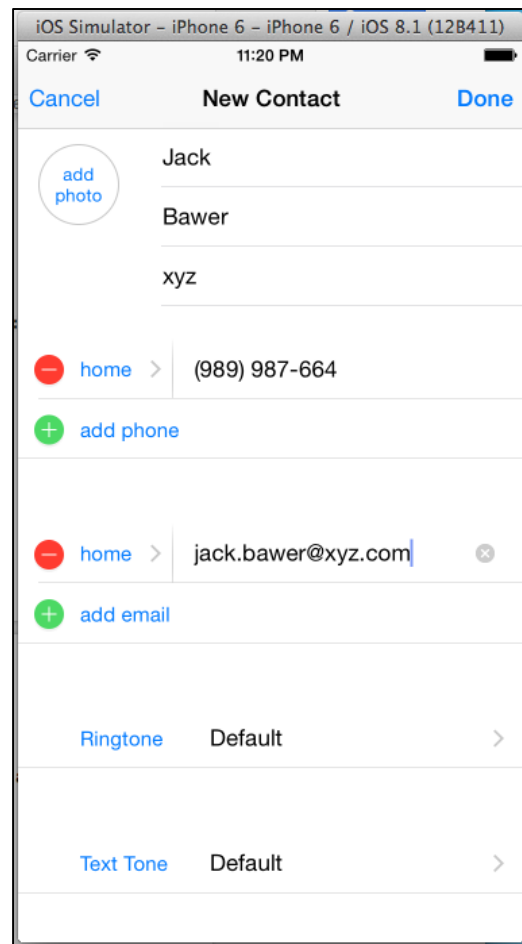 iOS Simulator – iPhone 6 – iPhone 6 / iOS 8.1 (12B411)
Carrier 11:20 PM
Cancel New Contact Done
add photo
Jack
Bawer
xyz
home (989) 987-664
add phone
home jack.bawer@xyz.com
add email
Ringtone Default
Text Tone Default